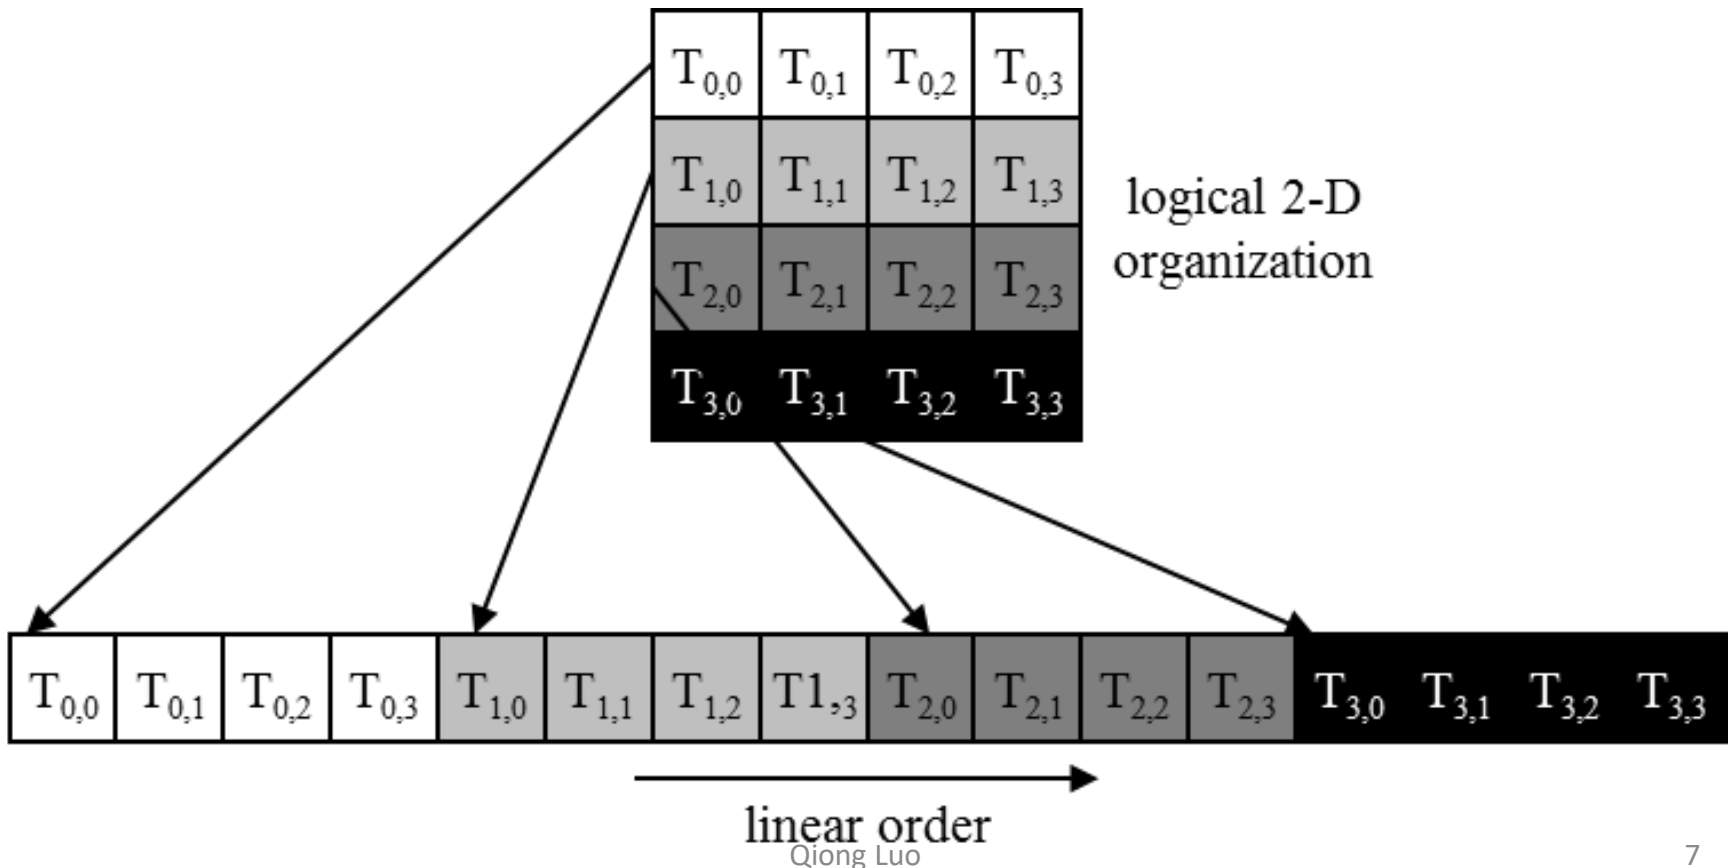 T0,0 T0,1 T0,2 T0,3
T1,0 T1,1 T1,2 T1,3
T2,0 T2,1 T2,2 T2,3
T3,0 T3,1 T3,2 T3,3
logical 2-D
organization
T0,0 T0,1 T0,2 T0,3 T1,0 T1,1 T1,2 T1,3 T2,0 T2,1 T2,2 T2,3 T3,0 T3,1 T3,2 T3,3
linear order
Qiong Luo
7